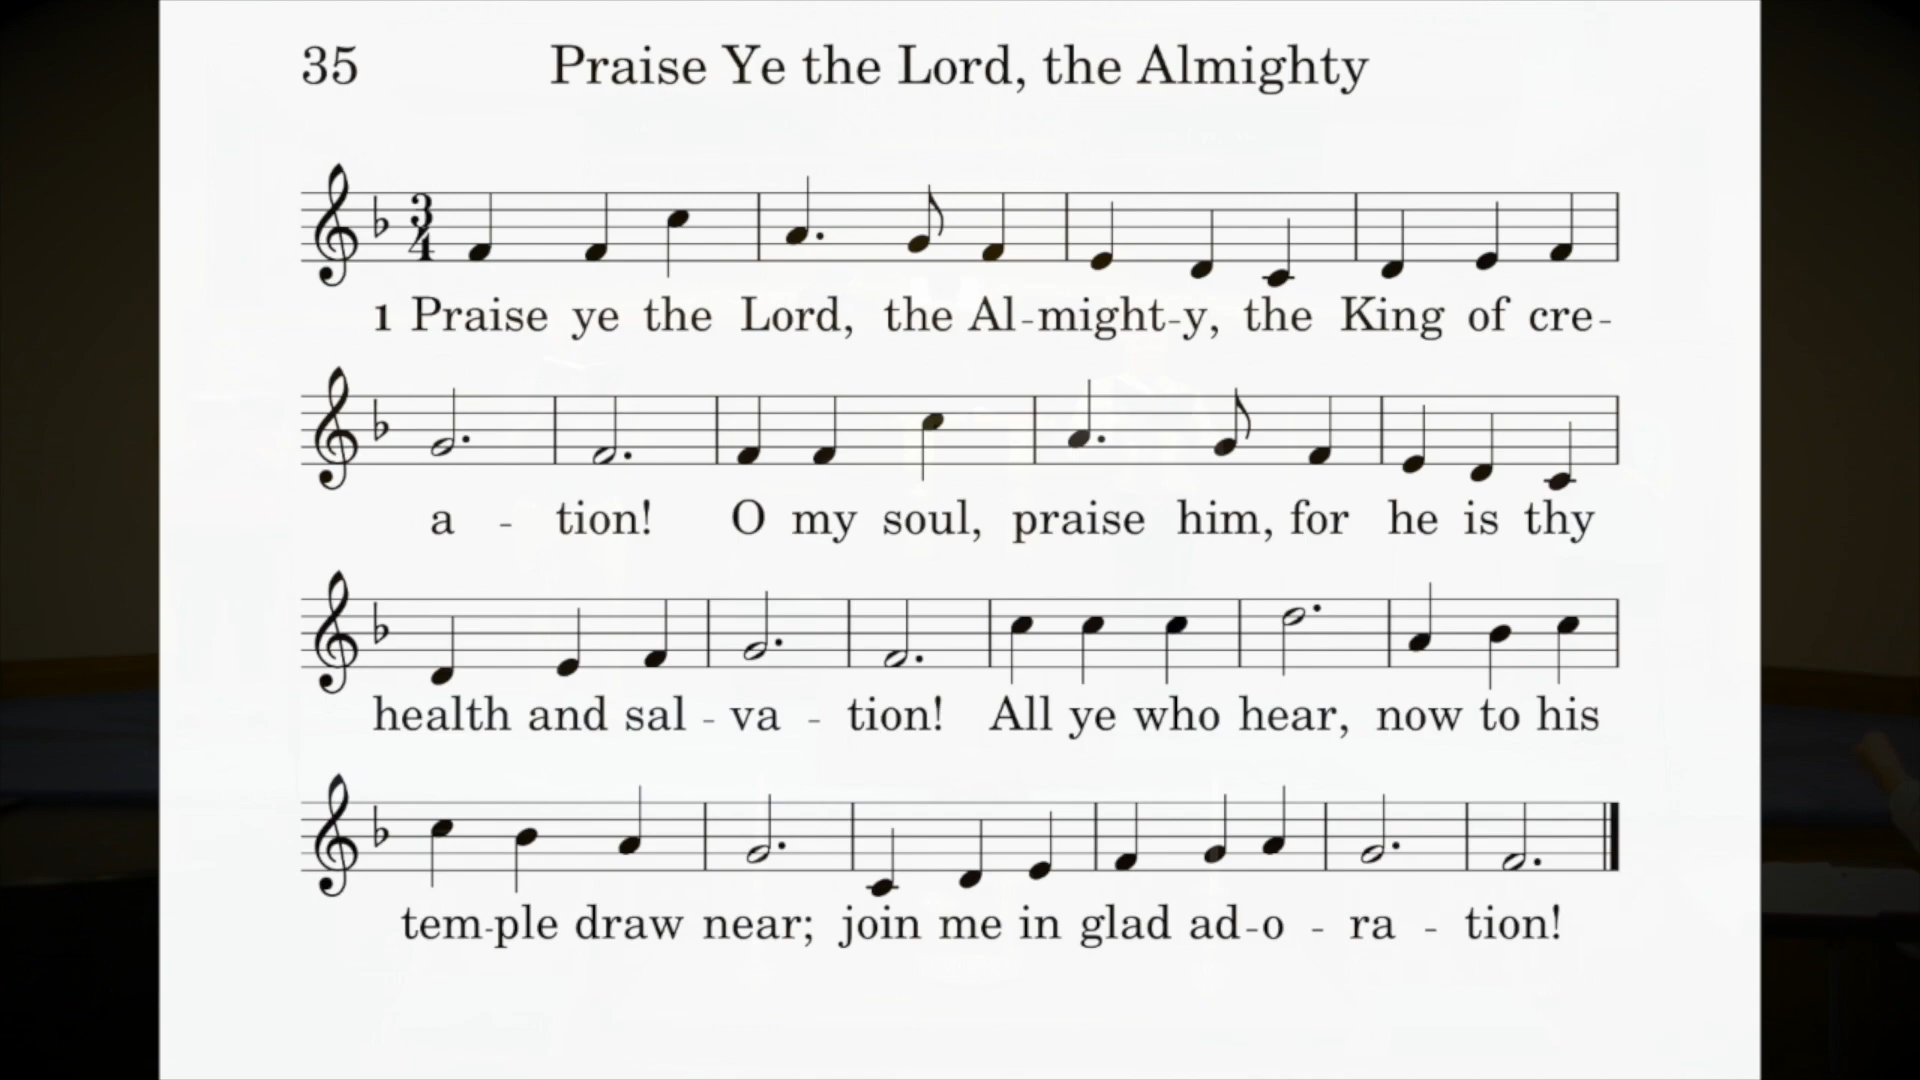 35 Praise Ye the Lord, the Almighty
3
4
1 Praise ye the Lord, the Al-might-y, the King of cre-
a - tion! O my soul, praise him, for he is thy
health and sal - va - tion! All ye who hear, now to his
tem-ple draw near; join me in glad ad-o - ra - tion!